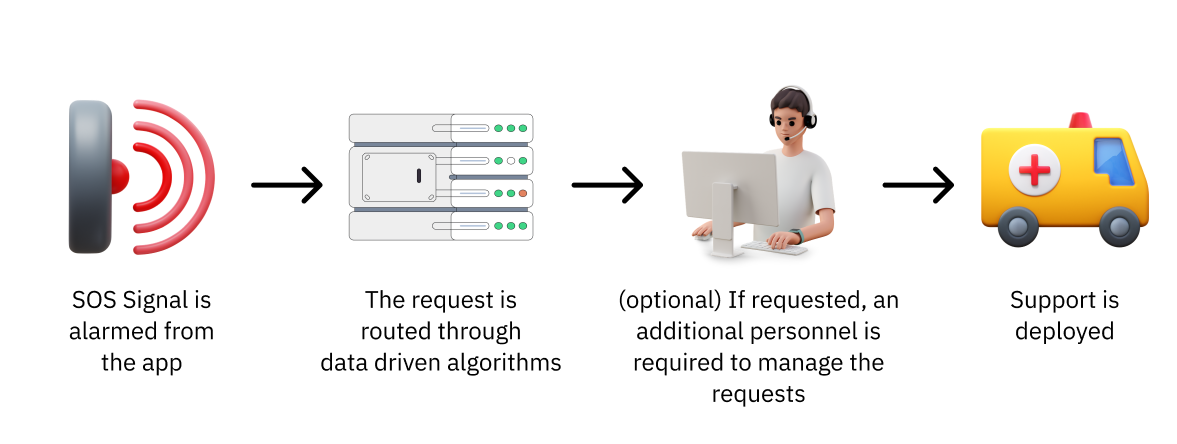 SOS Signal is
alarmed from
the app
The request is
routed through
data driven algorithms
(optional) If requested, an
additional personnel is
required to manage the
requests
Support is
deployed